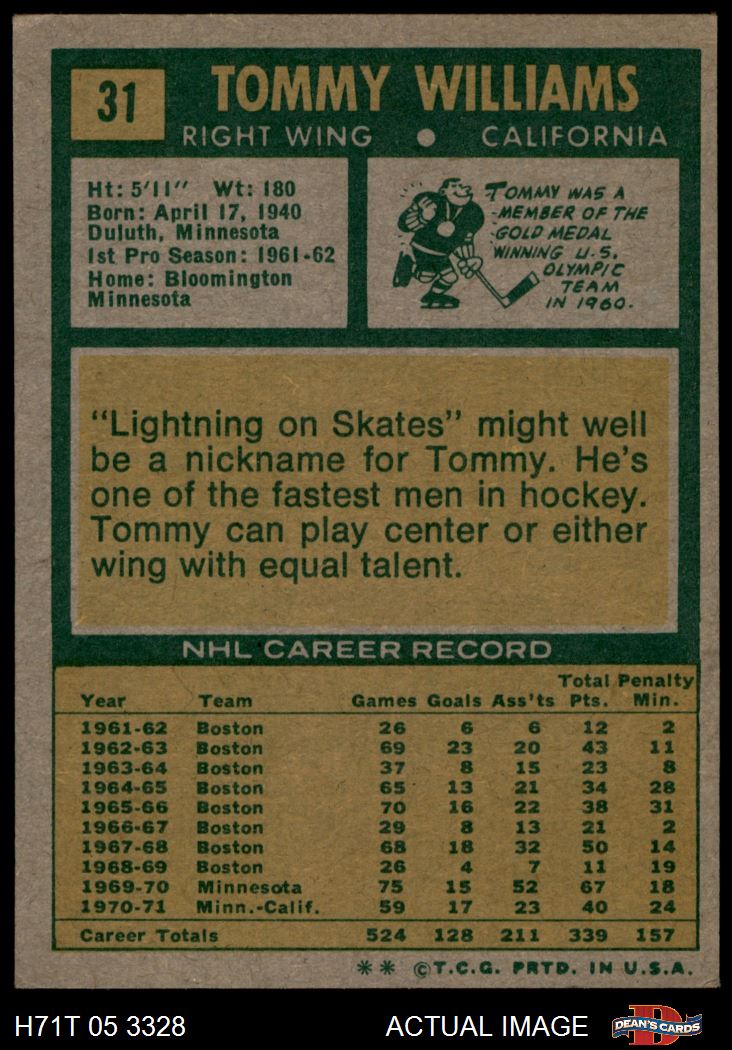 31
TOMMY WILLIAMS
RIGHT WING ● CALIFORNIA
Ht: 5'11" Wt: 180
Born: April 17, 1940
Duluth, Minnesota
1st Pro Season: 1961-62
Home: Bloomington
Minnesota
TOMMY WAS A
MEMBER OF THE
GOLD MEDAL
WINNING U.S.
OLYMPIC
TEAM
IN 1960.
"Lightning on Skates" might well
be a nickname for Tommy. He's
one of the fastest men in hockey.
Tommy can play center or either
wing with equal talent.
NHL CAREER RECORD
Total Penalty
Year Team Games Goals Ass'ts Pts. Min.
1961-62 Boston 26 6 6 12 2
1962-63 Boston 69 23 20 43 11
1963-64 Boston 37 8 15 23 8
1964-65 Boston 65 13 21 34 28
1965-66 Boston 70 16 22 38 31
1966-67 Boston 29 8 13 21 2
1967-68 Boston 68 18 32 50 14
1968-69 Boston 26 4 7 11 19
1969-70 Minnesota 75 15 52 67 18
1970-71 Minn.-Calif. 59 17 23 40 24
Career Totals 524 128 211 339 157
** ©T.C.G. PRTD. IN U.S.A.
H71T 05 3328 ACTUAL IMAGE
D
DEAN'S CARDS